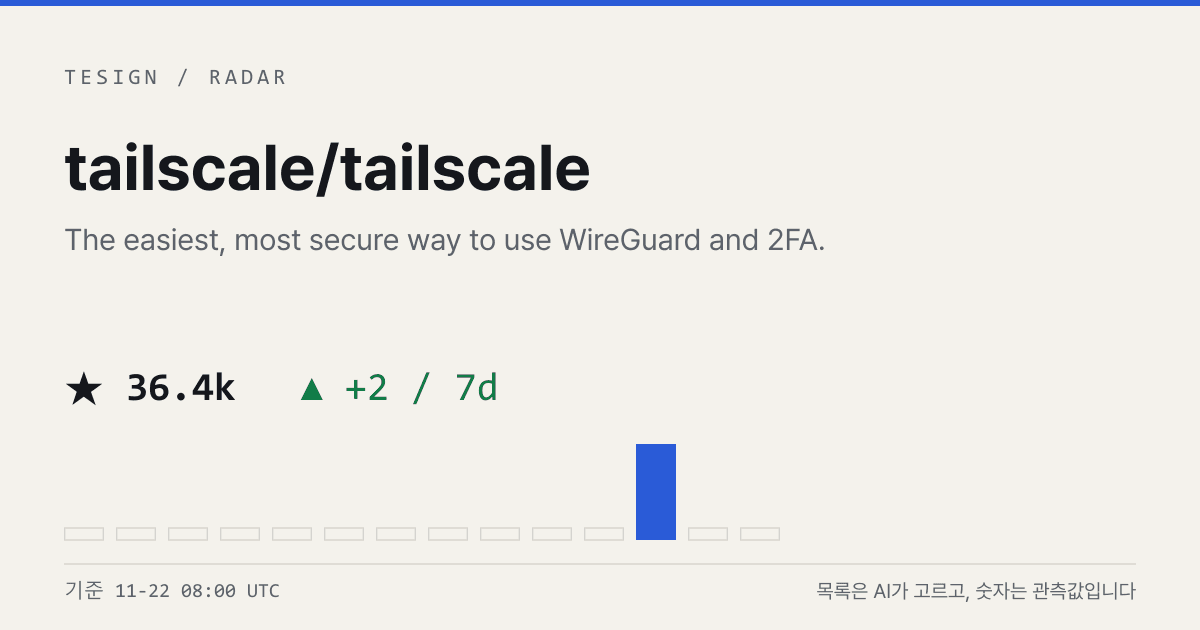 TESIGN / RADAR
tailscale/tailscale
The easiest, most secure way to use WireGuard and 2FA.
★ 36.4k ▲ +2 / 7d
기준 11-22 08:00 UTC
목록은 AI가 고르고, 숫자는 관측값입니다